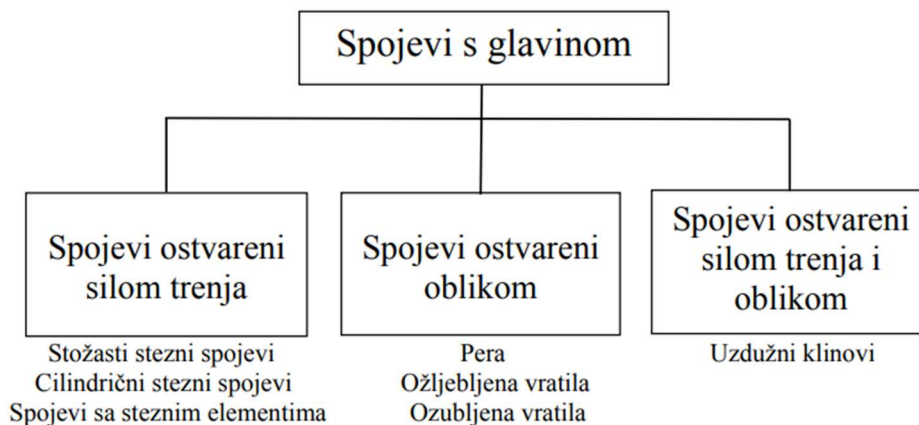 Spojevi s glavinom
Spojevi ostvareni
silom trenja
Spojevi ostvareni
oblikom
Spojevi ostvareni
silom trenja i
oblikom
Stožasti stezni spojevi
Cilindrični stezni spojevi
Spojevi sa steznim elementima
Pera
Ožljebljena vratila
Ozubljena vratila
Uzdužni klinovi